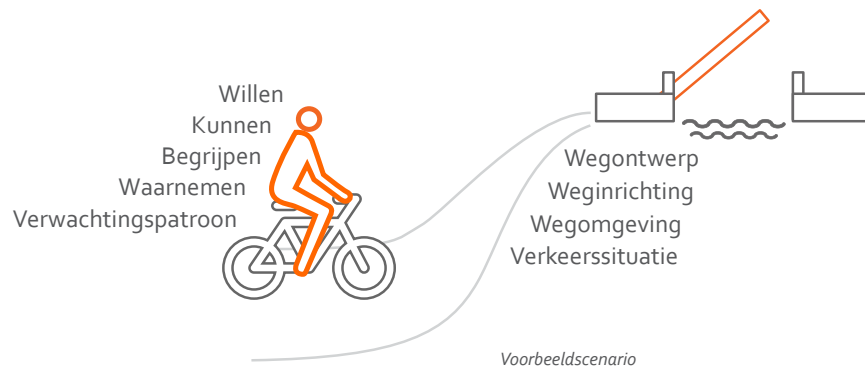 Willen
Kunnen
Begrijpen
Waarnemen
Verwachtingspatroon
Wegontwerp
Weginrichting
Wegomgeving
Verkeerssituatie
Voorbeeldscenario